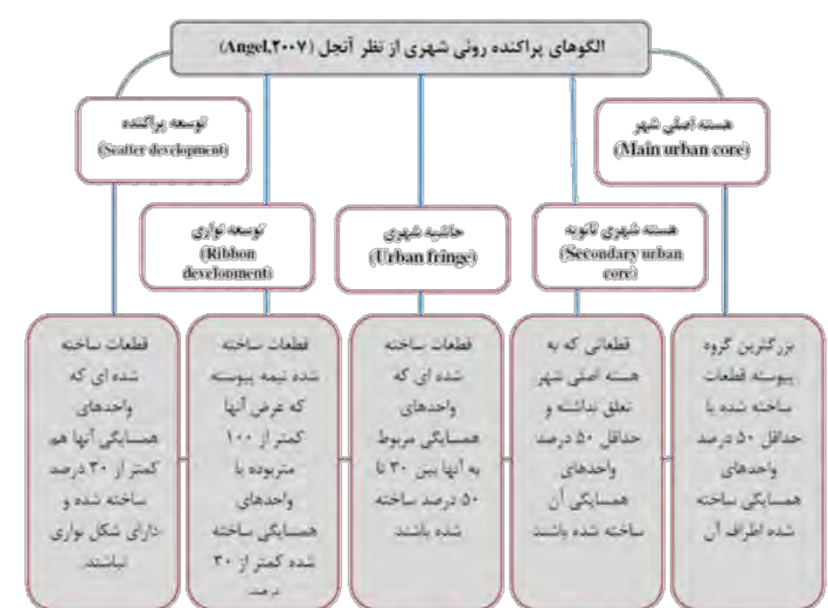 الگوهای پراکنده روئی شهری از نظر آنجل (Angel,۲۰۰۷)
هسته اصلی شهر
(Main urban core)
توسعه پراکنده
(Scatter development)
هسته شهری ثانویه
(Secondary urban
core)
حاشیه شهری
(Urban fringe)
توسعه نواری
(Ribbon
development)
بزرگترین گروه
پیوسته قطعات
ساخته شده با
حداقل ۵۰ درصد
واحدهای
همسایگی ساخته
شده اطراف آن
قطعاتی که به
هسته اصلی شهر
تعلق نداشته و
حداقل ۵۰ درصد
واحدهای
همسایگی آن
ساخته شده باشند
قطعات ساخته
شده ای که
واحدهای
همسایگی مربوط
به آنها بین ۳۰ تا
۵۰ درصد ساخته
شده باشند
قطعات ساخته
شده نیمه پیوسته
که عرض آنها
کمتر از ۱۰۰
متربوده با
واحدهای
همسایگی ساخته
شده کمتر از ۳۰
درصد
قطعات ساخته
شده ای که
واحدهای
همسایگی آنها هم
کمتر از ۳۰ درصد
ساخته شده و
دارای شکل نواری
نباشند